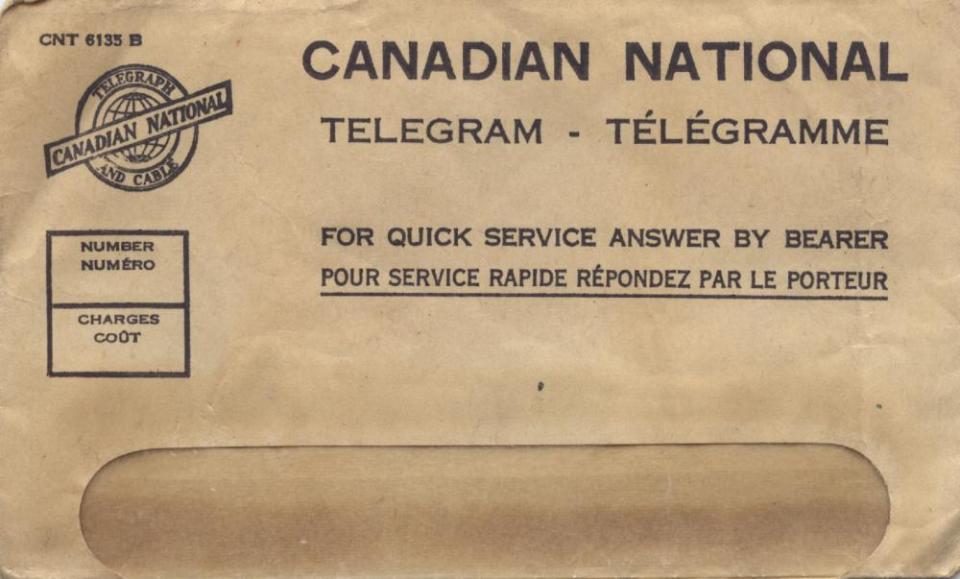 CNT 6135 B
TELEGRAPH
CANADIAN NATIONAL
AND CABLE
CANADIAN NATIONAL
TELEGRAM - TÉLÉGRAMME
NUMBER
NUMÉRO
CHARGES
COÛT
FOR QUICK SERVICE ANSWER BY BEARER
POUR SERVICE RAPIDE RÉPONDEZ PAR LE PORTEUR